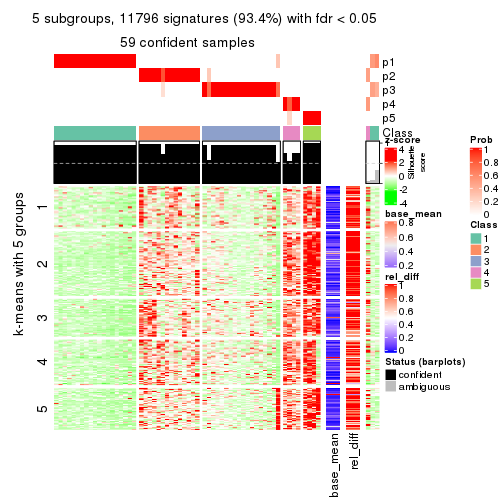 5 subgroups, 11796 signatures (93.4%) with fdr < 0.05
59 confident samples
p1
p2
p3
p4
p5
Class
Silhouette
score
k-means with 5 groups
1
2
3
4
5
base_mean
rel_diff
z-score
4
2
0
-2
-4
base_mean
0.8
0.6
0.4
0.2
rel_diff
1
0.8
0.6
0.4
0.2
0
Status (barplots)
confident
ambiguous
Prob
1
0.8
0.6
0.4
0.2
0
Class
1
2
3
4
5